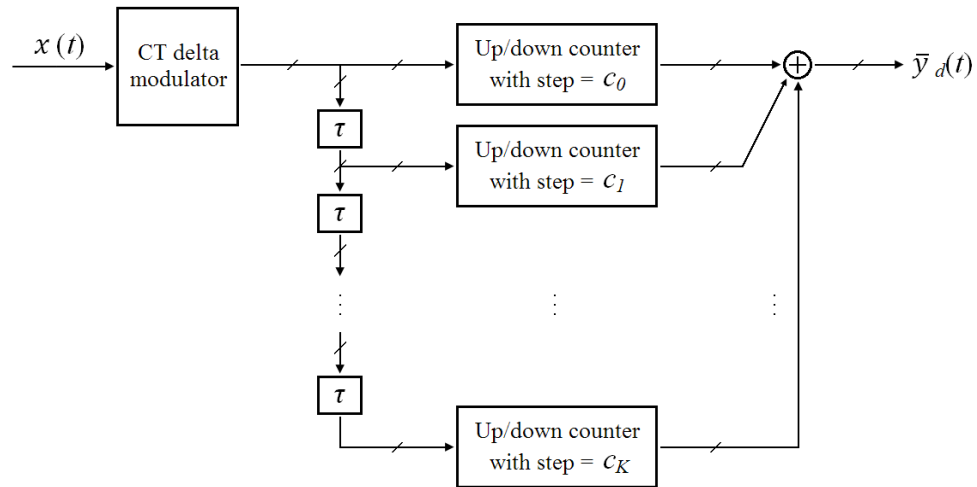 x (t)
CT delta
modulator
Up/down counter
with step = c₀
+
ȳ d(t)
τ
Up/down counter
with step = c₁
τ
τ
Up/down counter
with step = c_K